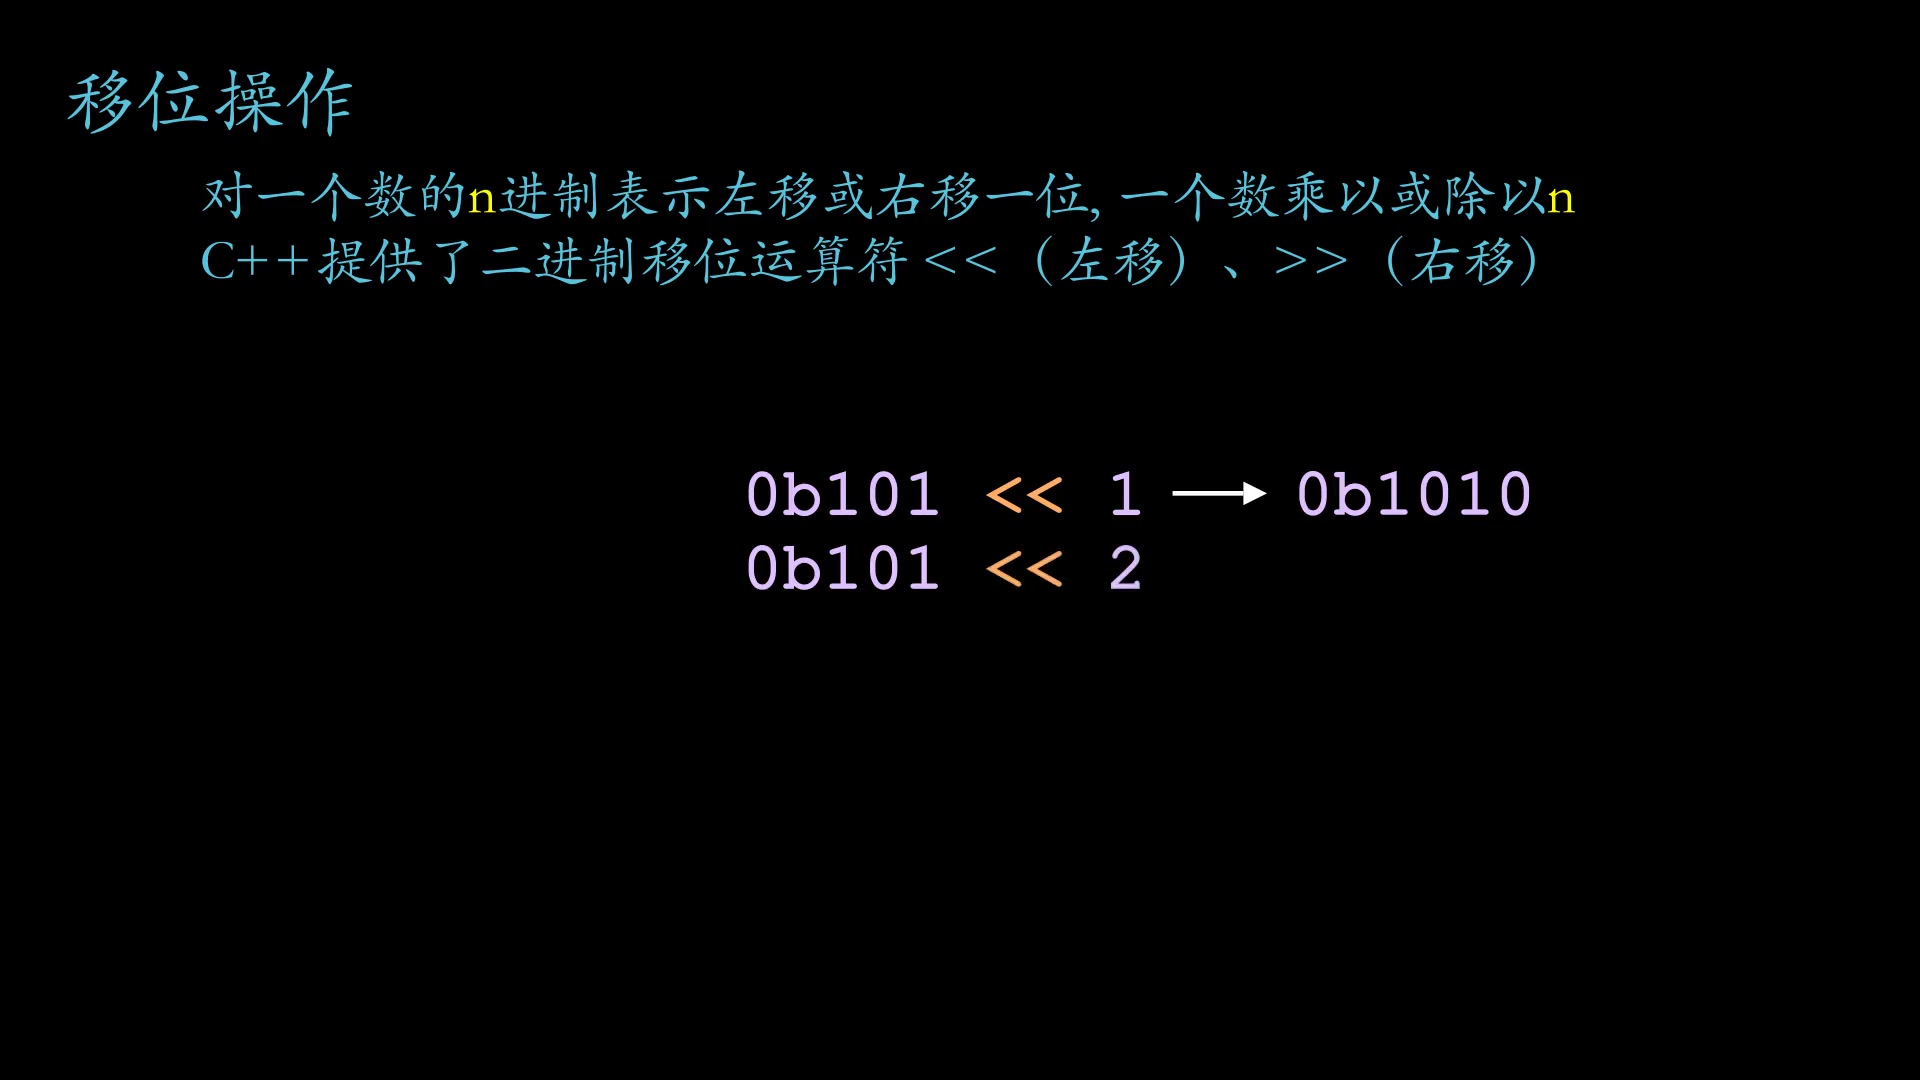 移位操作
对一个数的n进制表示左移或右移一位, 一个数乘以或除以n
C++提供了二进制移位运算符 <<（左移）、>>（右移）
0b101 << 1 → 0b1010
0b101 << 2